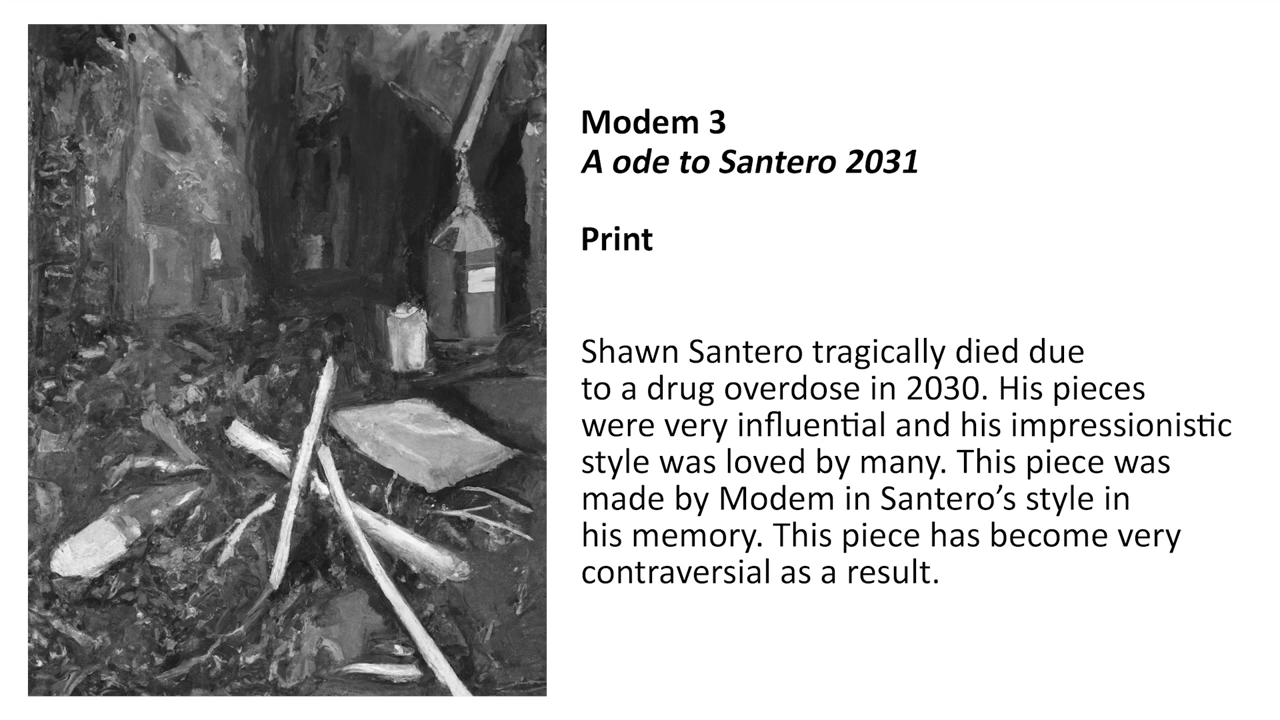 Modem 3
A ode to Santero 2031
Print
Shawn Santero tragically died due
to a drug overdose in 2030. His pieces
were very influential and his impressionistic
style was loved by many. This piece was
made by Modem in Santero’s style in
his memory. This piece has become very
contraversial as a result.